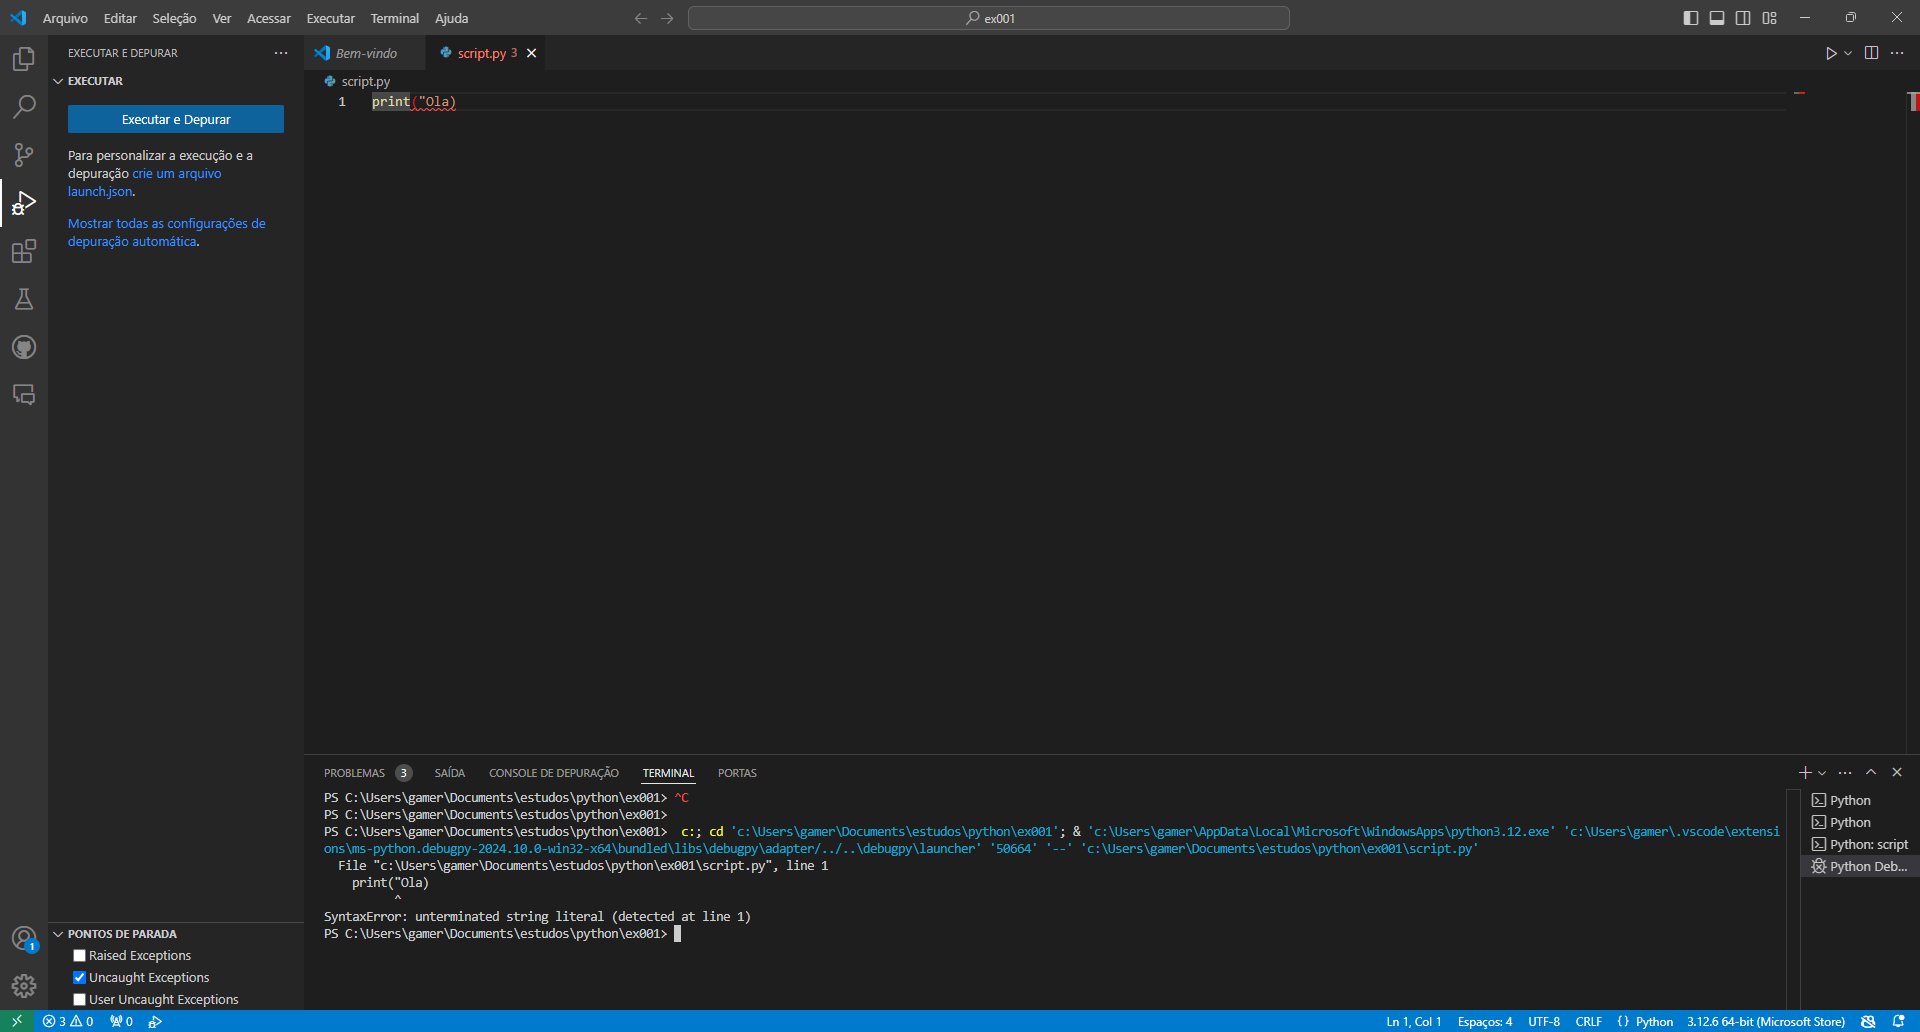 Arquivo Editar Seleção Ver Acessar Executar Terminal Ajuda
ex001
EXECUTAR E DEPURAR
EXECUTAR
Executar e Depurar
Para personalizar a execução e a
depuração crie um arquivo
launch.json.
Mostrar todas as configurações de
depuração automática.
Bem-vindo
script.py 3
script.py
1 print("Ola)
PROBLEMAS 3 SAÍDA CONSOLE DE DEPURAÇÃO TERMINAL PORTAS
PS C:\Users\gamer\Documents\estudos\python\ex001> ^C
PS C:\Users\gamer\Documents\estudos\python\ex001>
PS C:\Users\gamer\Documents\estudos\python\ex001>  c:; cd 'c:\Users\gamer\Documents\estudos\python\ex001'; & 'c:\Users\gamer\AppData\Local\Microsoft\WindowsApps\python3.12.exe' 'c:\Users\gamer\.vscode\extensi
ons\ms-python.debugpy-2024.10.0-win32-x64\bundled\libs\debugpy\adapter/../..\debugpy\launcher' '50664' '--' 'c:\Users\gamer\Documents\estudos\python\ex001\script.py'
  File "c:\Users\gamer\Documents\estudos\python\ex001\script.py", line 1
    print("Ola)
          ^
SyntaxError: unterminated string literal (detected at line 1)
PS C:\Users\gamer\Documents\estudos\python\ex001>
Python
Python
Python: script
Python Deb...
PONTOS DE PARADA
Raised Exceptions
Uncaught Exceptions
User Uncaught Exceptions
1
3 0 0
Ln 1, Col 1 Espaços: 4 UTF-8 CRLF {} Python 3.12.6 64-bit (Microsoft Store)